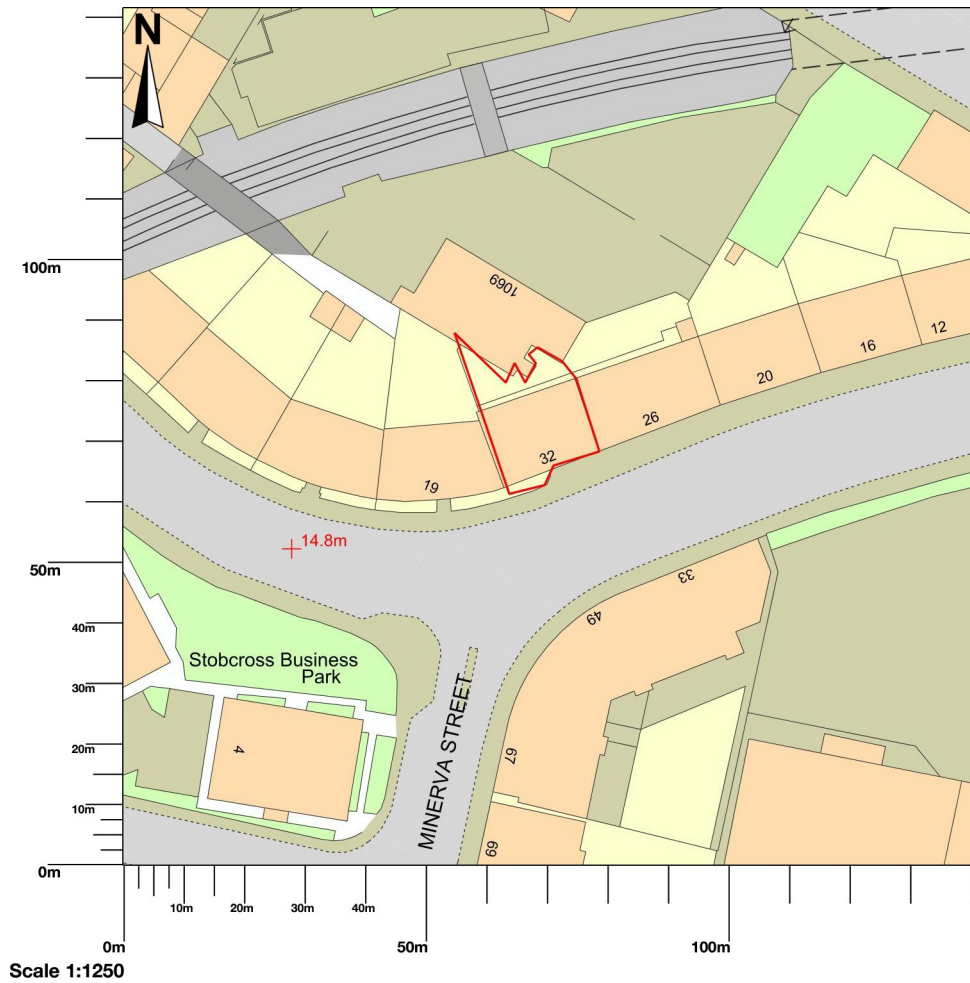 N
1069
100m
12
16
20
26
32
19
14.8m
50m
33
49
40m
Stobcross Business
Park
30m
MINERVA STREET
20m
4
67
10m
69
0m
10m
20m
30m
40m
0m
50m
100m
Scale 1:1250